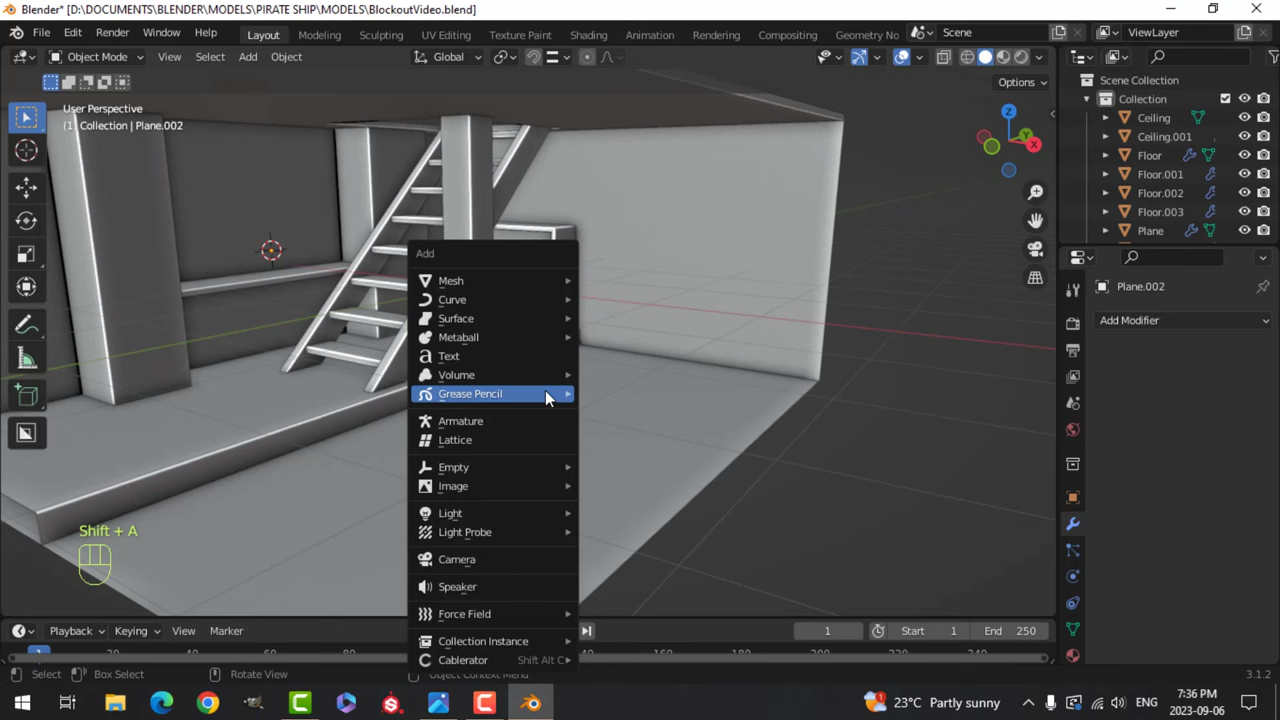 Blender* [D:\DOCUMENTS\BLENDER\MODELS\PIRATE SHIP\MODELS\BlockoutVideo.blend]
File Edit Render Window Help
Layout Modeling Sculpting UV Editing Texture Paint Shading Animation Rendering Compositing Geometry No
Scene ViewLayer
Object Mode View Select Add Object
Global
Options
User Perspective
(1) Collection | Plane.002
Scene Collection
Collection
Ceiling
Ceiling.001
Floor
Floor.001
Floor.002
Floor.003
Plane
Z
Y
X
Plane.002
Add Modifier
Add
Mesh
Curve
Surface
Metaball
Text
Volume
Grease Pencil
Armature
Lattice
Empty
Image
Light
Light Probe
Camera
Speaker
Force Field
Collection Instance
Cablerator Shift Alt C
Shift + A
Playback Keying View Marker
1 Start 1 End 250
Select Box Select Rotate View Object Context Menu
3.1.2
23°C Partly sunny
ENG
7:36 PM
2023-09-06